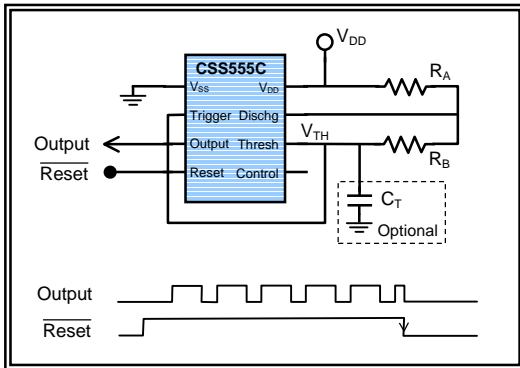 V_DD
CSS555C
V_SS V_DD
R_A
Trigger Dischg
Output
Output Thresh
V_TH
R_B
Reset
Reset Control
C_T
Optional
Output
Reset